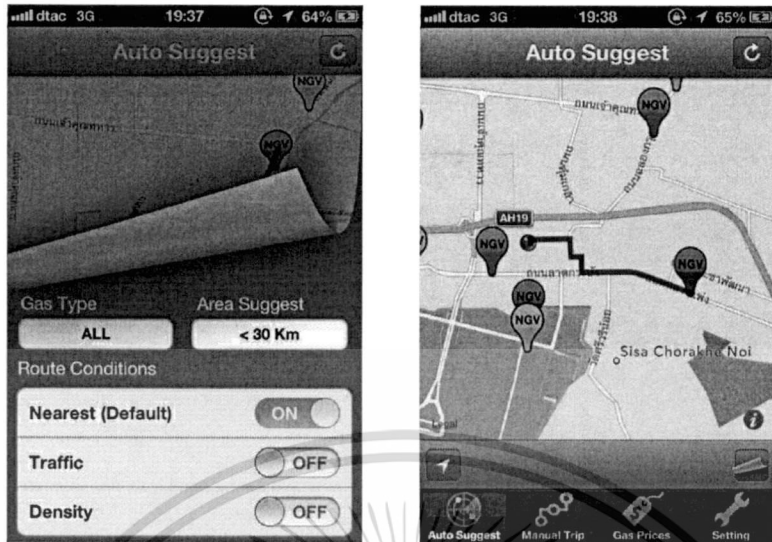 dtac 3G 19:37 64%
Auto Suggest
NGV
NGV
Gas Type Area Suggest
ALL < 30 Km
Route Conditions
Nearest (Default) ON
Traffic OFF
Density OFF
dtac 3G 19:38 65%
Auto Suggest
NGV
AH19
NGV
NGV
NGV
NGV
Sisa Chorakhe Noi
Legal
Auto Suggest Manual Trip Gas Prices Setting